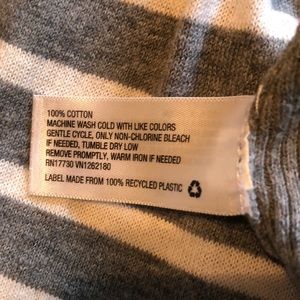 100% COTTON
MACHINE WASH COLD WITH LIKE COLORS
GENTLE CYCLE, ONLY NON-CHLORINE BLEACH
IF NEEDED, TUMBLE DRY LOW
REMOVE PROMPTLY, WARM IRON IF NEEDED
RN17730 VN1262180
LABEL MADE FROM 100% RECYCLED PLASTIC